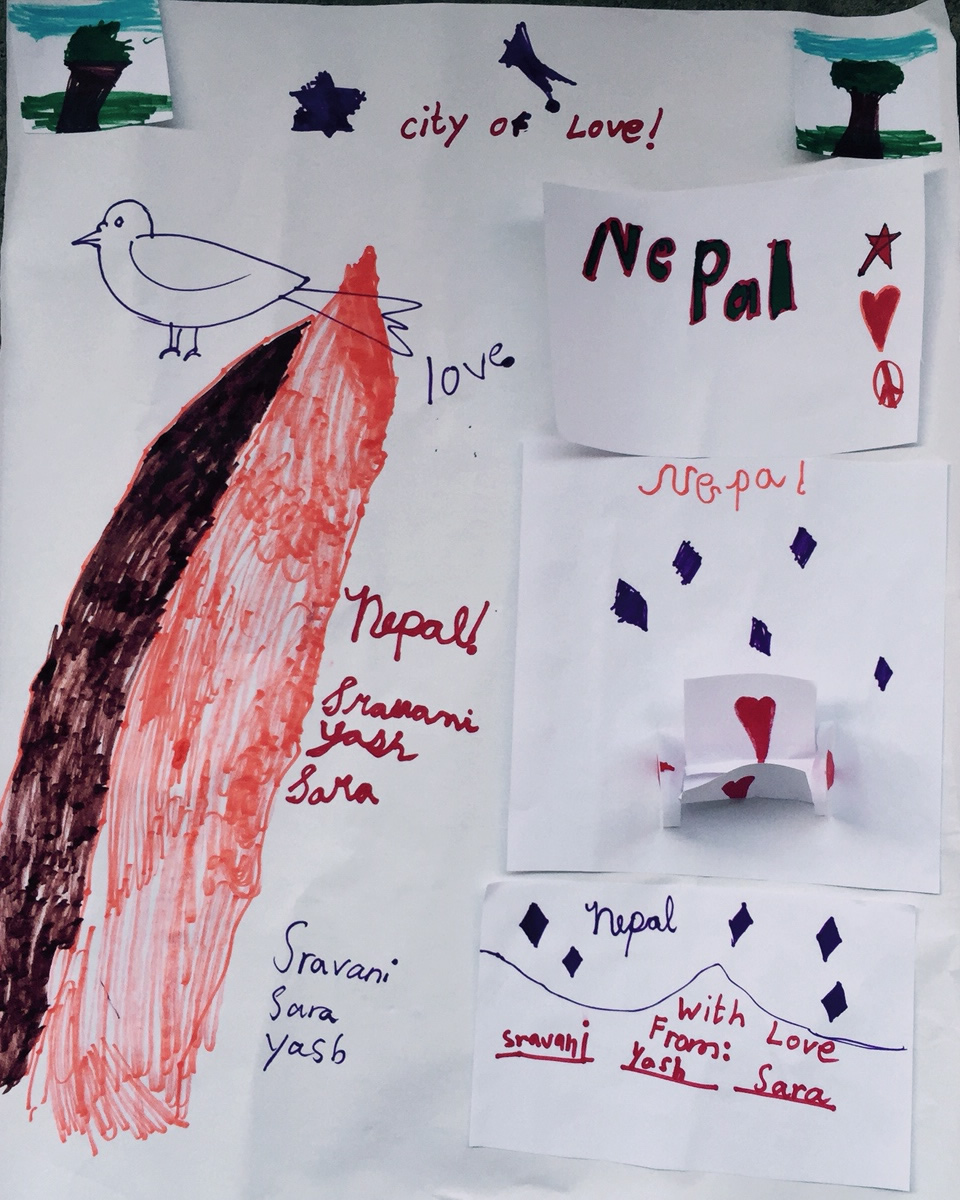 city of Love!
Nepal
love
Nepal
Nepal!
Sravani
Yash
Sara
Sravani
Sara
Yash
Nepal
With Love
From:
sravani Yash Sara